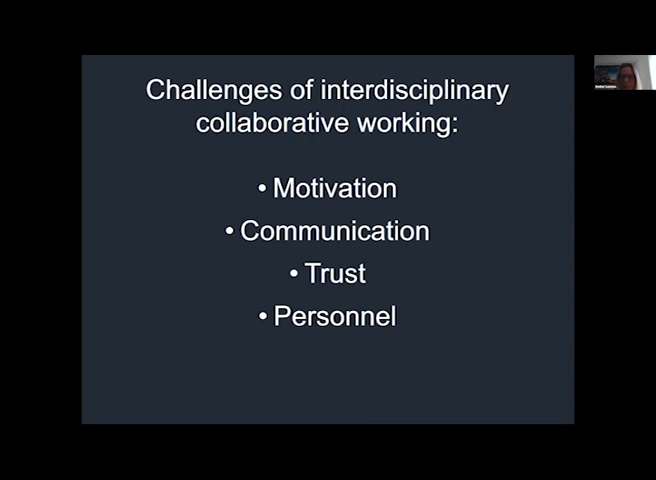 Challenges of interdisciplinary
collaborative working:
• Motivation
• Communication
• Trust
• Personnel